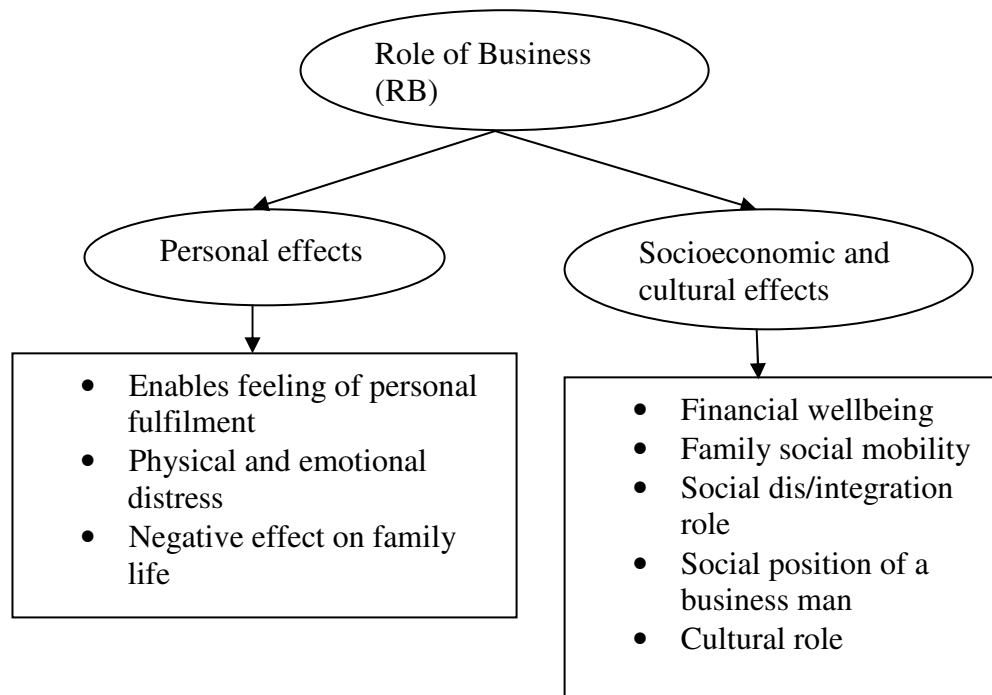 Role of Business
(RB)
Personal effects
Socioeconomic and
cultural effects
• Enables feeling of personal
fulfilment
• Physical and emotional
distress
• Negative effect on family
life
• Financial wellbeing
• Family social mobility
• Social dis/integration
role
• Social position of a
business man
• Cultural role